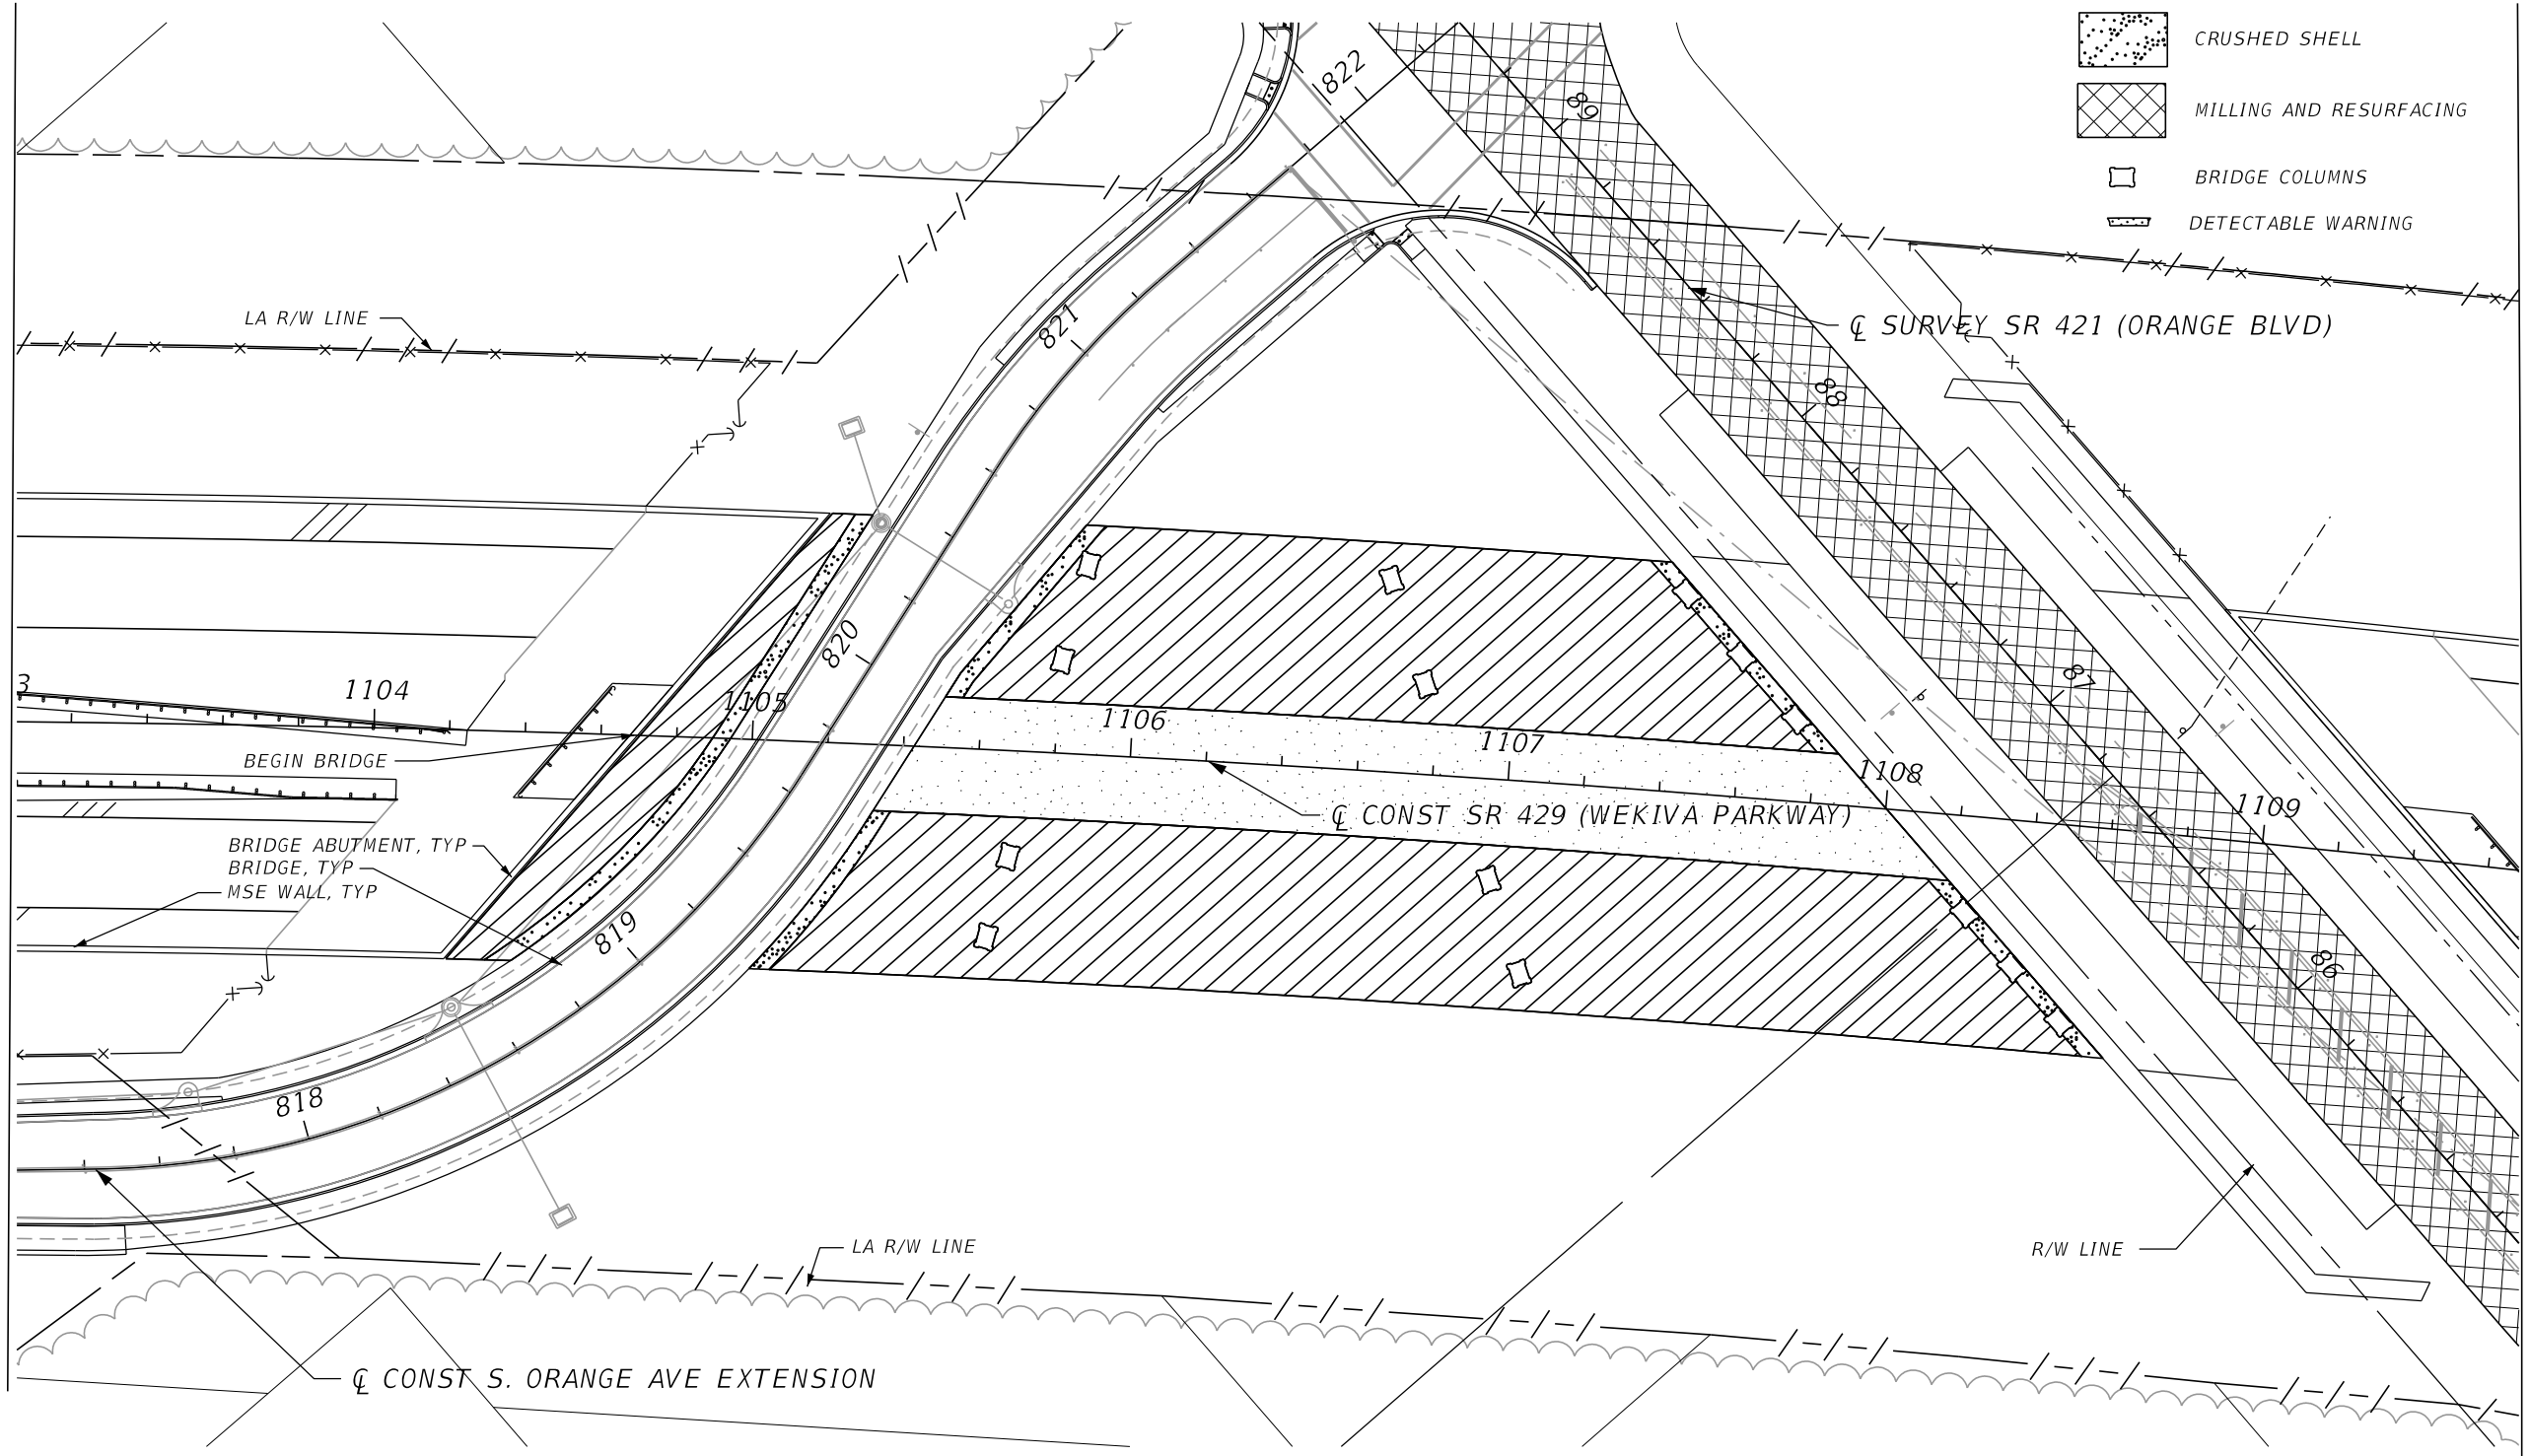 CRUSHED SHELL
MILLING AND RESURFACING
BRIDGE COLUMNS
DETECTABLE WARNING
822
89
LA R/W LINE
821
℄ SURVEY SR 421 (ORANGE BLVD)
88
820
3
1104
1105
1106
1107
1108
1109
87
BEGIN BRIDGE
℄ CONST SR 429 (WEKIVA PARKWAY)
BRIDGE ABUTMENT, TYP
BRIDGE, TYP
MSE WALL, TYP
819
86
818
LA R/W LINE
R/W LINE
℄ CONST S. ORANGE AVE EXTENSION